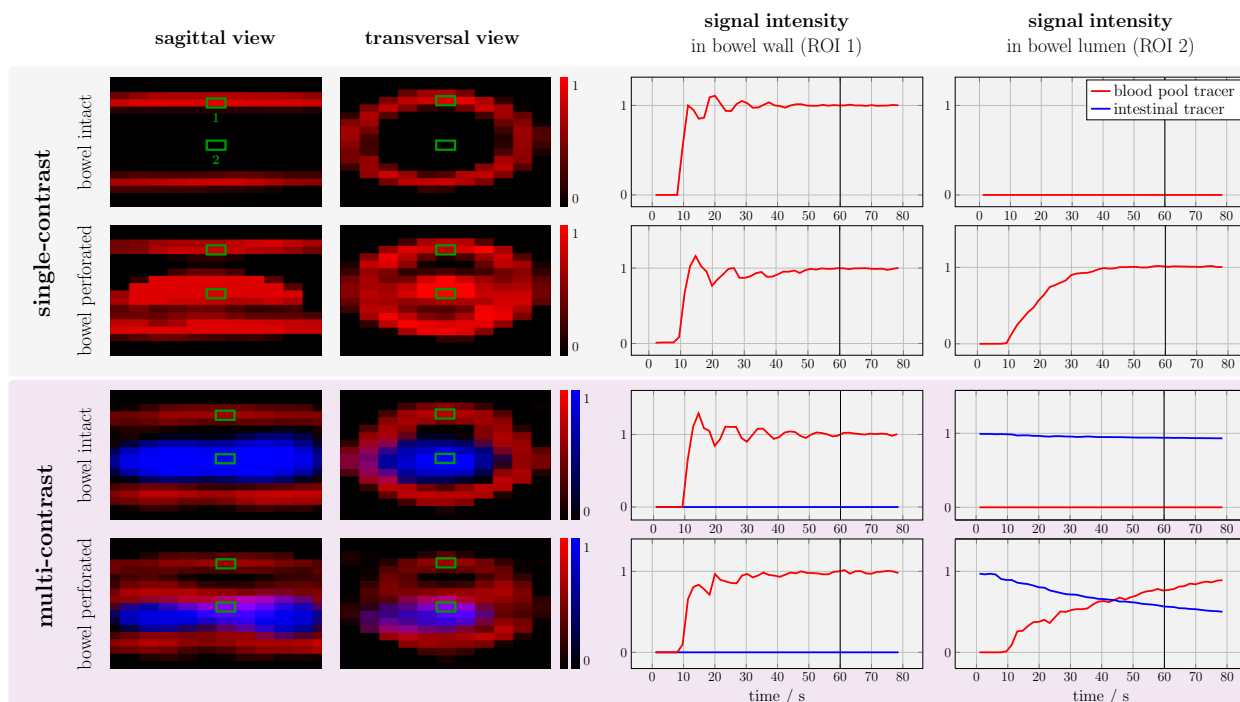 sagittal view
transversal view
signal intensity
in bowel wall (ROI 1)
signal intensity
in bowel lumen (ROI 2)
single-contrast
bowel intact
1
2
1
0
1
0
0 10 20 30 40 50 60 70 80
1
0
0 10 20 30 40 50 60 70 80
blood pool tracer
intestinal tracer
bowel perforated
1
0
1
0
0 10 20 30 40 50 60 70 80
1
0
0 10 20 30 40 50 60 70 80
multi-contrast
bowel intact
1
0
1
0
0 10 20 30 40 50 60 70 80
1
0
0 10 20 30 40 50 60 70 80
bowel perforated
1
0
1
0
0 10 20 30 40 50 60 70 80
time / s
1
0
0 10 20 30 40 50 60 70 80
time / s